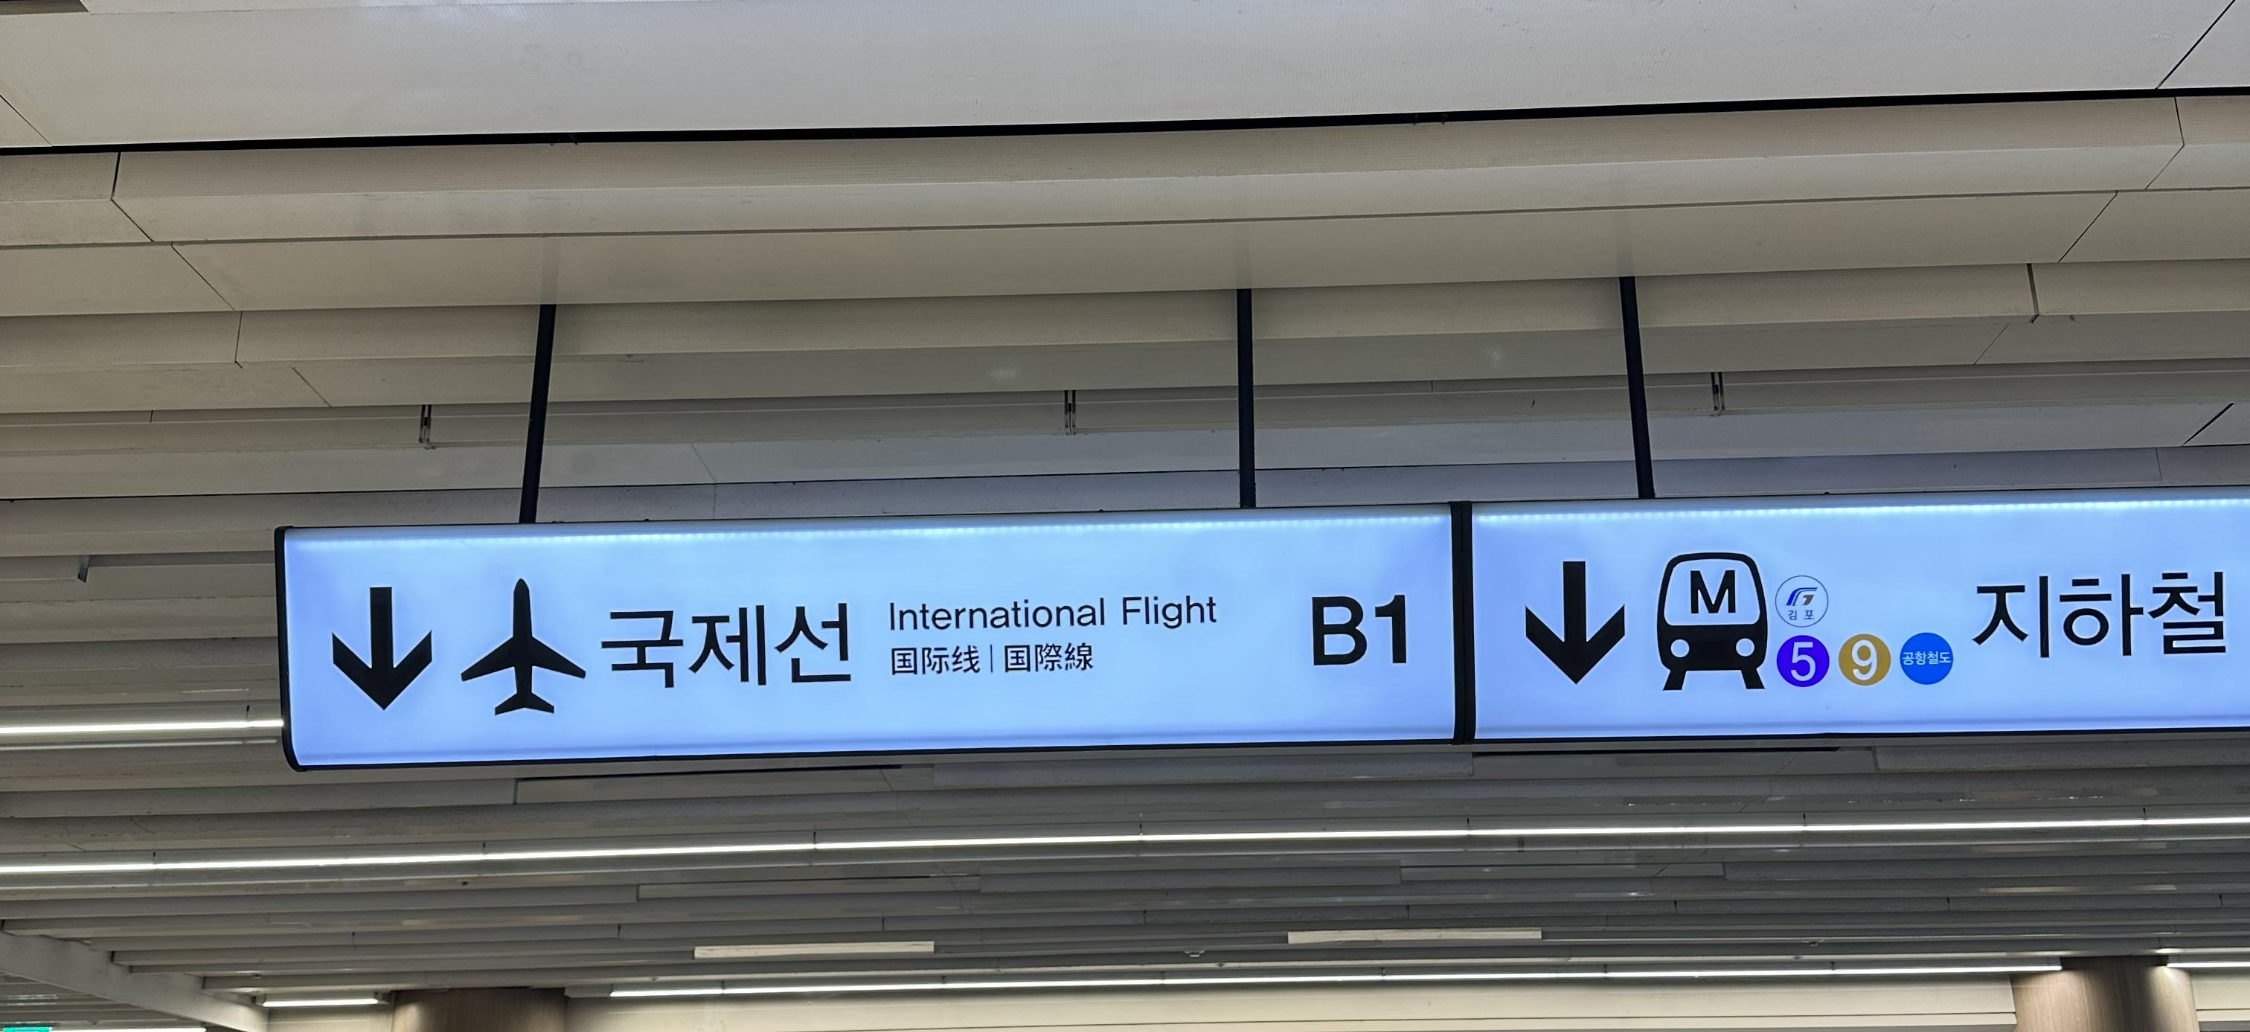 국제선
International Flight
国际线 | 国際線
B1
M
김포
5 9 공항철도
지하철